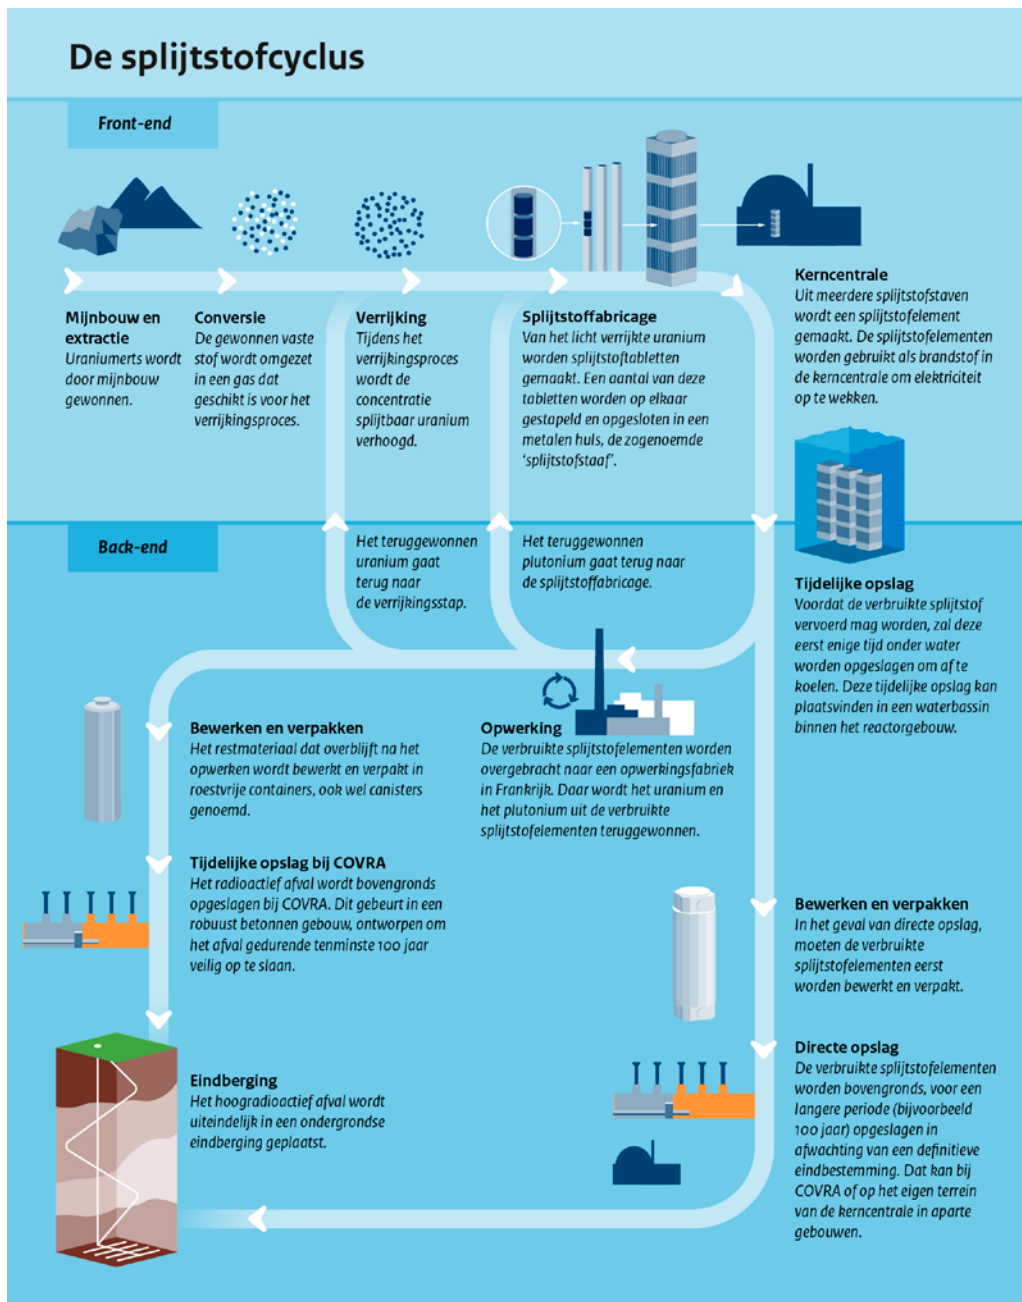 De splijtstofcyclus
Front-end
Mijnbouw en
extractie
Uraniumerts wordt
door mijnbouw
gewonnen.
Conversie
De gewonnen vaste
stof wordt omgezet
in een gas dat
geschikt is voor het
verrijkingsproces.
Verrijking
Tijdens het
verrijkingsproces
wordt de
concentratie
splijtbaar uranium
verhoogd.
Splijtstoffabricage
Van het licht verrijkte uranium
worden splijtstoftabletten
gemaakt. Een aantal van deze
tabletten worden op elkaar
gestapeld en opgesloten in een
metalen huls, de zogenoemde
‘splijtstofstaaf’.
Kerncentrale
Uit meerdere splijtstofstaven
wordt een splijtstofelement
gemaakt. De splijtstofelementen
worden gebruikt als brandstof in
de kerncentrale om elektriciteit
op te wekken.
Back-end
Het teruggewonnen
uranium gaat
terug naar
de verrijkingsstap.
Het teruggewonnen
plutonium gaat terug naar
de splijtstoffabricage.
Tijdelijke opslag
Voordat de verbruikte splijtstof
vervoerd mag worden, zal deze
eerst enige tijd onder water
worden opgeslagen om af te
koelen. Deze tijdelijke opslag kan
plaatsvinden in een waterbassin
binnen het reactorgebouw.
Bewerken en verpakken
Het restmateriaal dat overblijft na het
opwerken wordt bewerkt en verpakt in
roestvrije containers, ook wel canisters
genoemd.
Opwerking
De verbruikte splijtstofelementen worden
overgebracht naar een opwerkingsfabriek
in Frankrijk. Daar wordt het uranium en
het plutonium uit de verbruikte
splijtstofelementen teruggewonnen.
Tijdelijke opslag bij COVRA
Het radioactief afval wordt bovengronds
opgeslagen bij COVRA. Dit gebeurt in een
robuust betonnen gebouw, ontworpen om
het afval gedurende tenminste 100 jaar
veilig op te slaan.
Bewerken en verpakken
In het geval van directe opslag,
moeten de verbruikte
splijtstofelementen eerst
worden bewerkt en verpakt.
Eindberging
Het hoogradioactief afval wordt
uiteindelijk in een ondergrondse
eindberging geplaatst.
Directe opslag
De verbruikte splijtstofelementen
worden bovengronds, voor een
langere periode (bijvoorbeeld
100 jaar) opgeslagen in
afwachting van een definitieve
eindbestemming. Dat kan bij
COVRA of op het eigen terrein
van de kerncentrale in aparte
gebouwen.